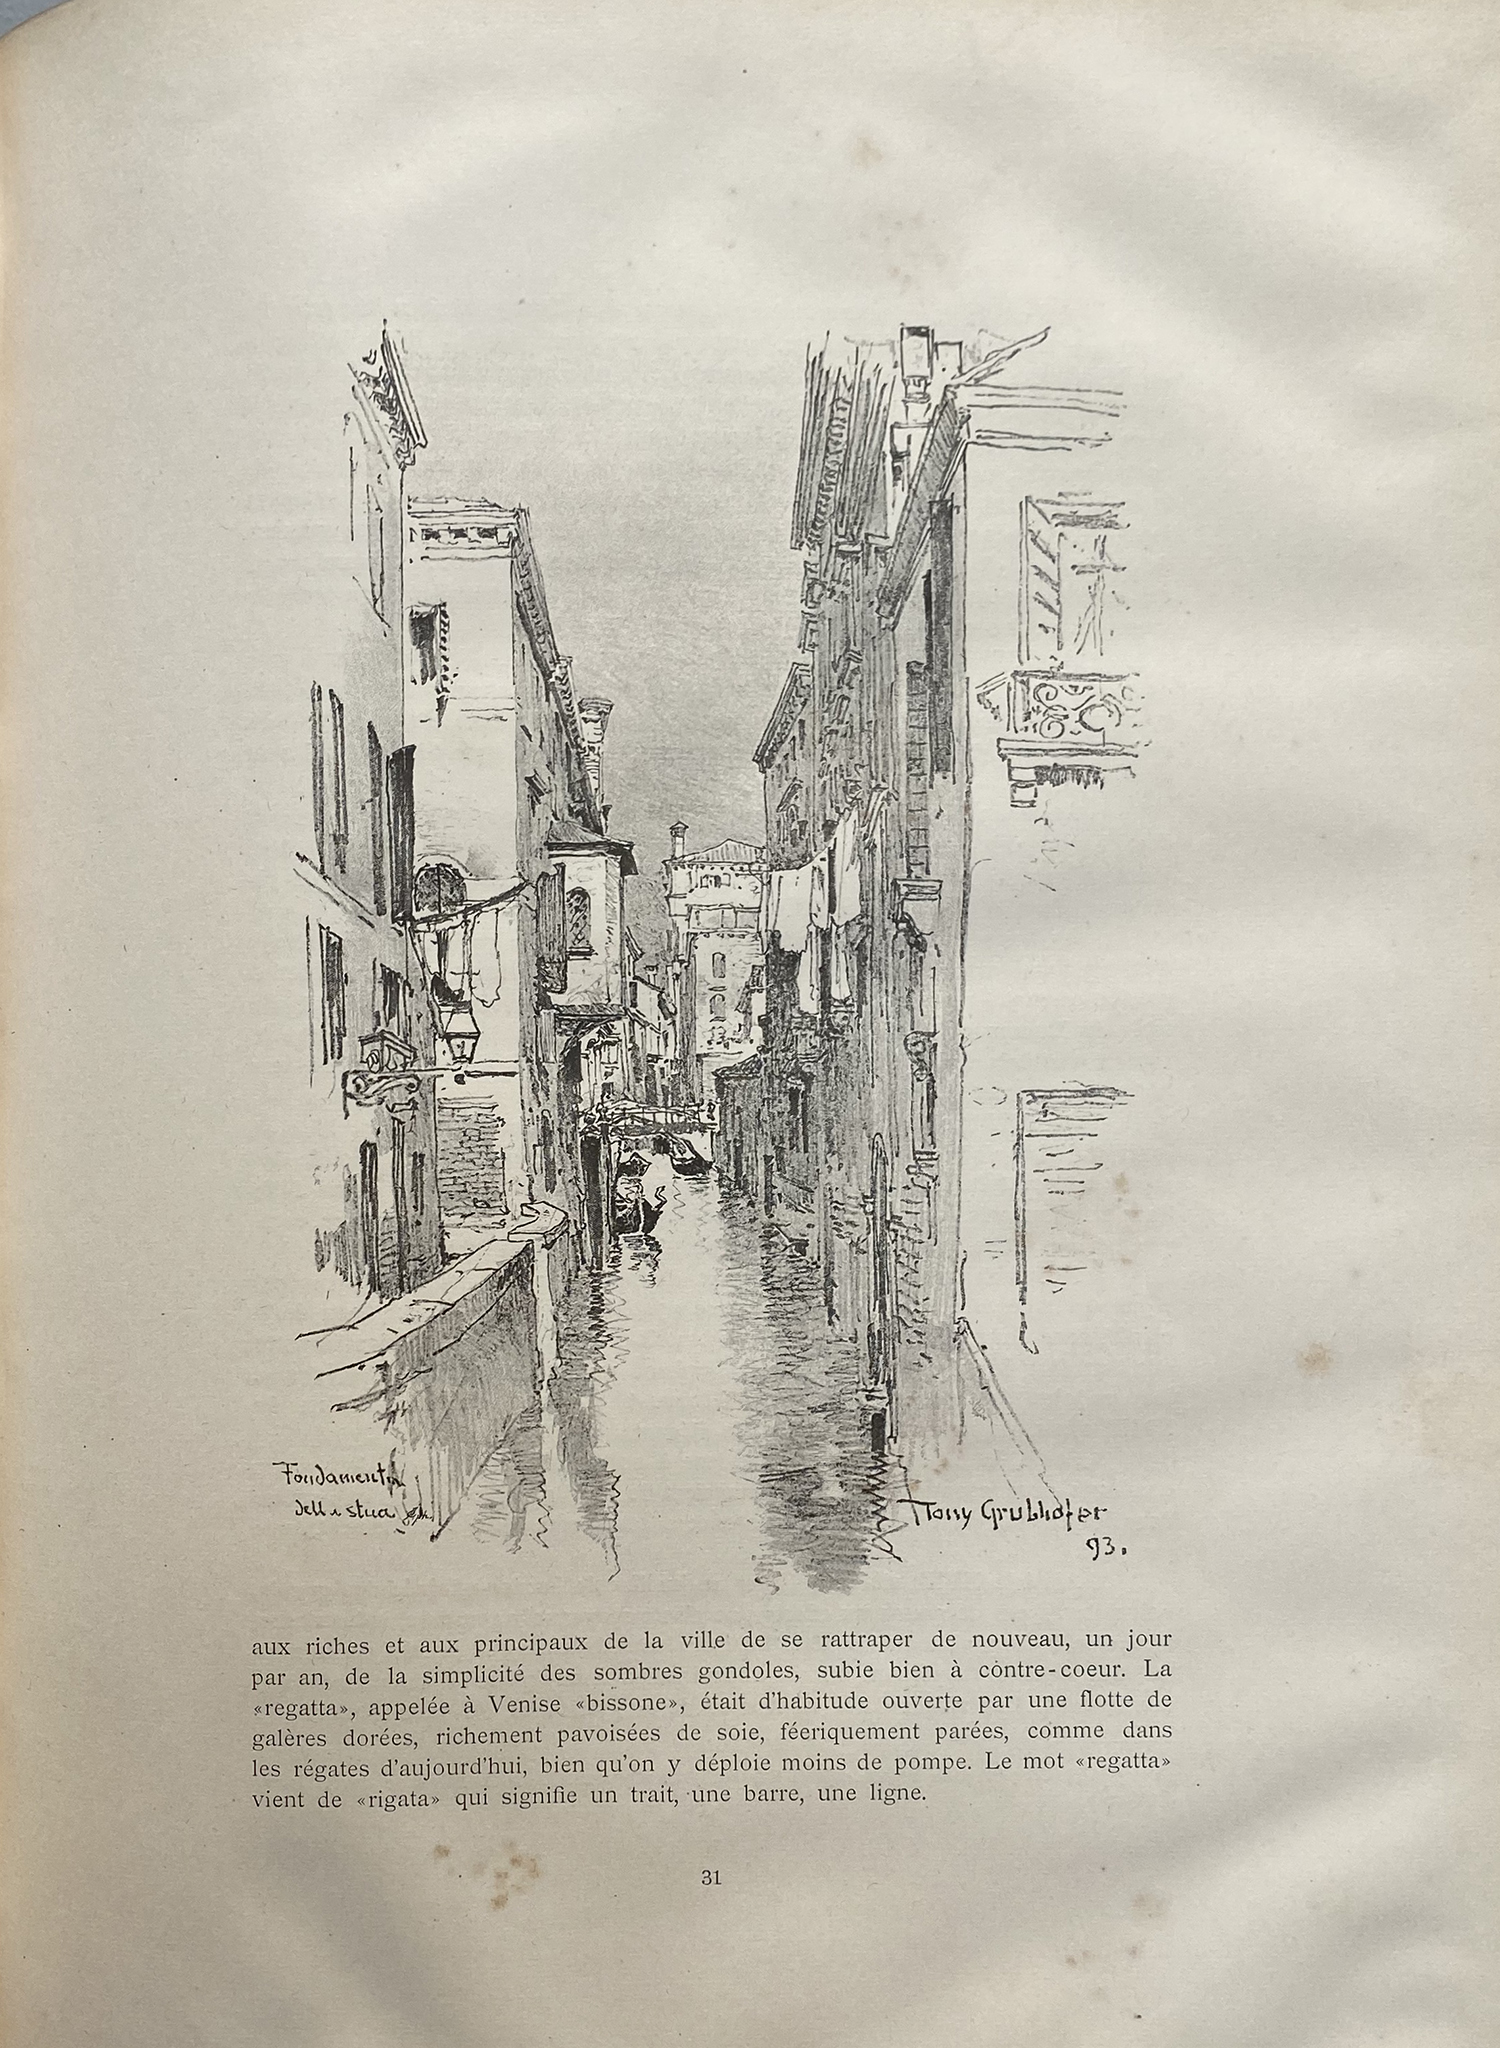 Fondamenta
della stua
Tony Grubhofer
93.
aux riches et aux principaux de la ville de se rattraper de nouveau, un jour
par an, de la simplicité des sombres gondoles, subie bien à contre-coeur. La
«regatta», appelée à Venise «bissone», était d'habitude ouverte par une flotte de
galères dorées, richement pavoisées de soie, féeriquement parées, comme dans
les régates d'aujourd'hui, bien qu'on y déploie moins de pompe. Le mot «regatta»
vient de «rigata» qui signifie un trait, une barre, une ligne.
31